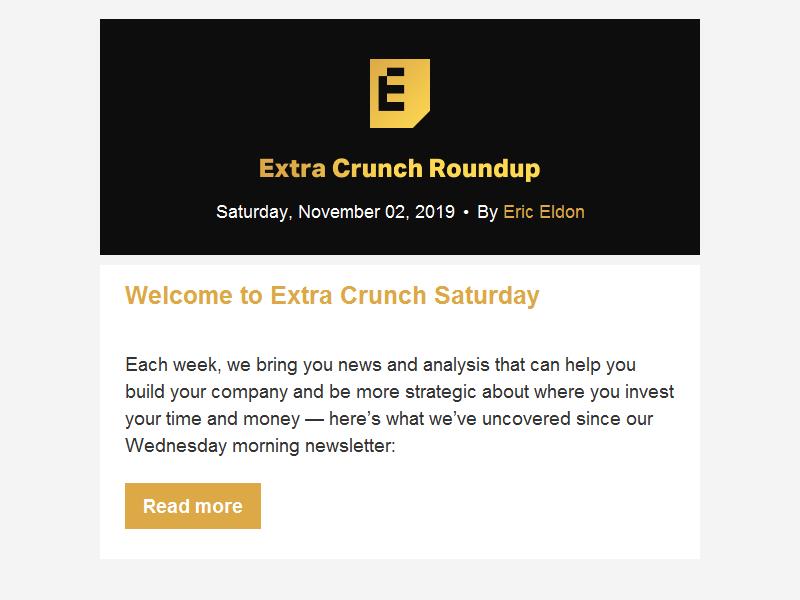 E
Extra Crunch Roundup
Saturday, November 02, 2019 • By Eric Eldon
Welcome to Extra Crunch Saturday
Each week, we bring you news and analysis that can help you
build your company and be more strategic about where you invest
your time and money — here’s what we’ve uncovered since our
Wednesday morning newsletter:
Read more